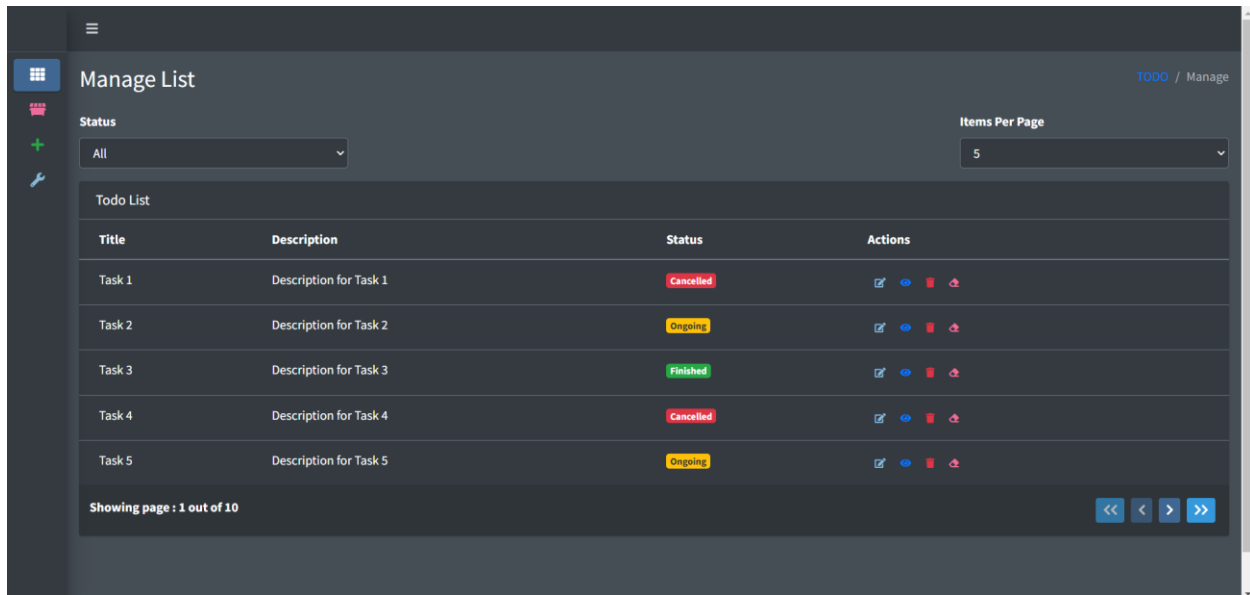 Manage List
TODO / Manage
Status
Items Per Page
All
5
Todo List
Title Description Status Actions
Task 1 Description for Task 1 Cancelled
Task 2 Description for Task 2 Ongoing
Task 3 Description for Task 3 Finished
Task 4 Description for Task 4 Cancelled
Task 5 Description for Task 5 Ongoing
Showing page : 1 out of 10